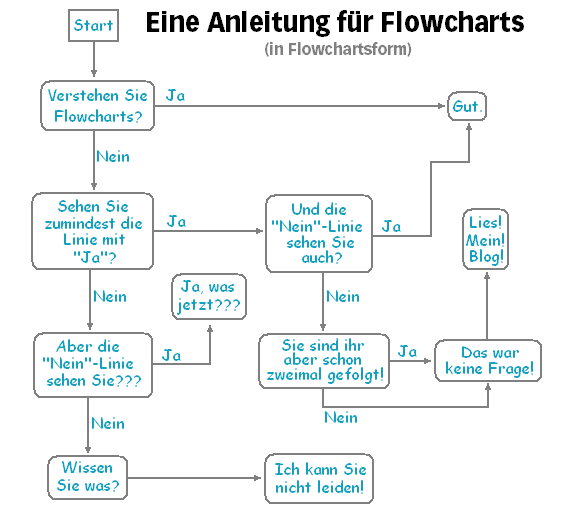 Start
Eine Anleitung für Flowcharts
(in Flowchartsform)
Verstehen Sie
Flowcharts?
Ja
Gut.
Nein
Sehen Sie
zumindest die
Linie mit
"Ja"?
Ja
Und die
"Nein"-Linie
sehen Sie
auch?
Ja
Lies!
Mein!
Blog!
Nein
Ja, was
jetzt???
Nein
Aber die
"Nein"-Linie
sehen Sie???
Ja
Sie sind ihr
aber schon
zweimal gefolgt!
Ja
Das war
keine Frage!
Nein
Nein
Wissen
Sie was?
Ich kann Sie
nicht leiden!